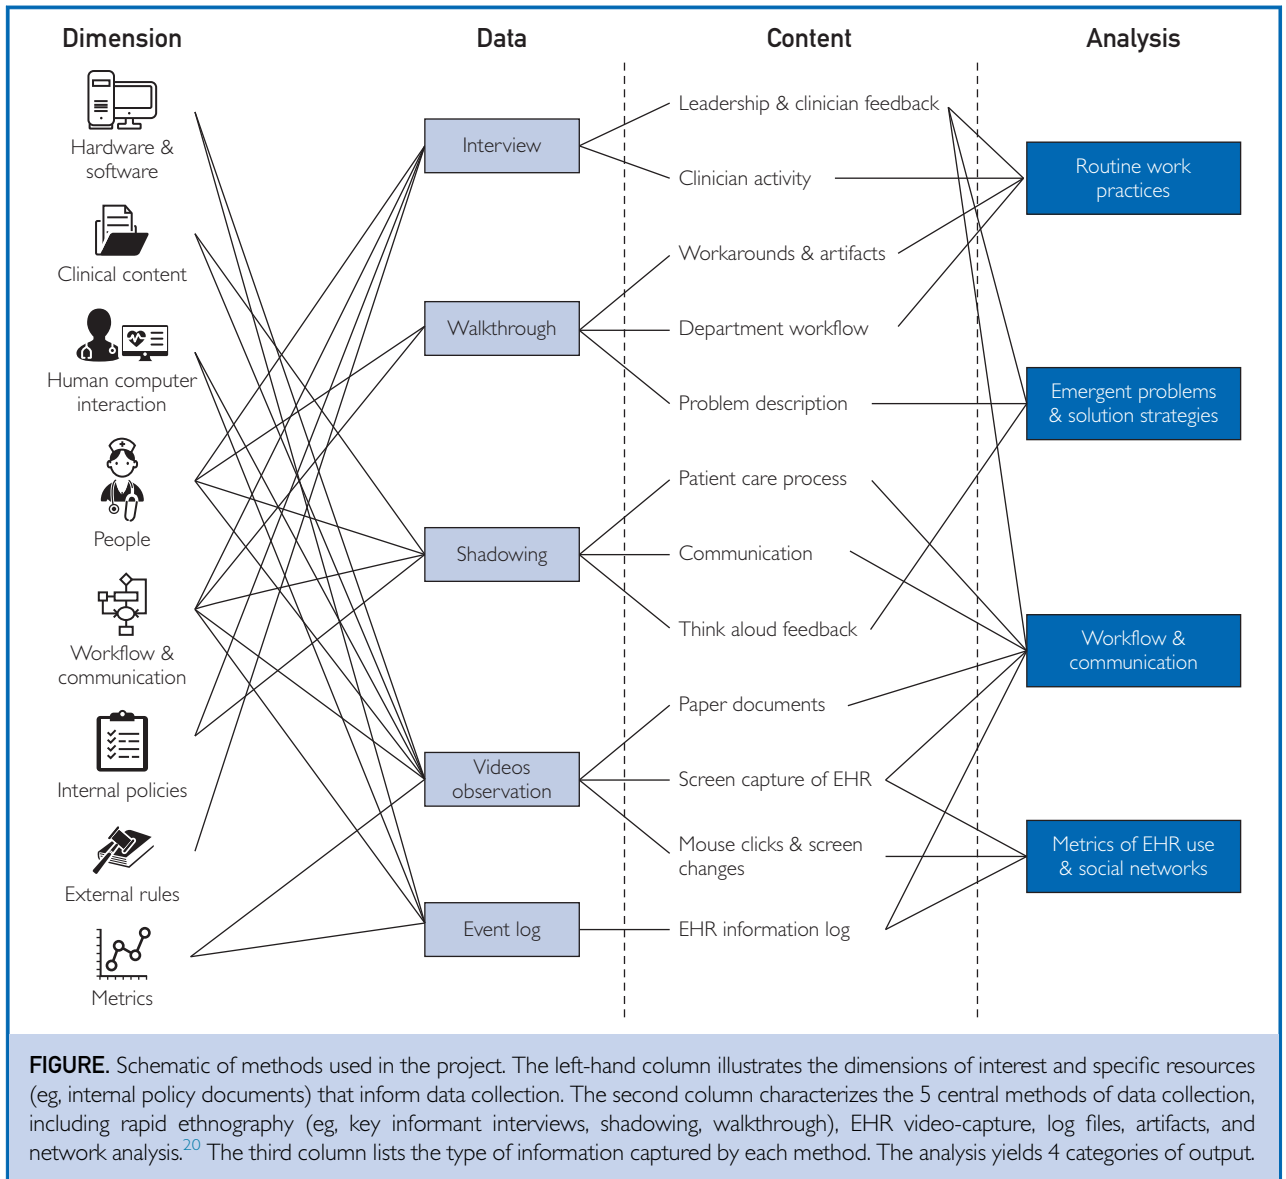 Dimension
Data
Content
Analysis
Hardware &
software
Clinical content
Human computer
interaction
People
Workflow &
communication
Internal policies
External rules
Metrics
Interview
Walkthrough
Shadowing
Videos
observation
Event log
Leadership & clinician feedback
Clinician activity
Workarounds & artifacts
Department workflow
Problem description
Patient care process
Communication
Think aloud feedback
Paper documents
Screen capture of EHR
Mouse clicks & screen
changes
EHR information log
Routine work
practices
Emergent problems
& solution strategies
Workflow &
communication
Metrics of EHR use
& social networks
FIGURE. Schematic of methods used in the project. The left-hand column illustrates the dimensions of interest and specific resources
(eg, internal policy documents) that inform data collection. The second column characterizes the 5 central methods of data collection,
including rapid ethnography (eg, key informant interviews, shadowing, walkthrough), EHR video-capture, log files, artifacts, and
network analysis.20 The third column lists the type of information captured by each method. The analysis yields 4 categories of output.